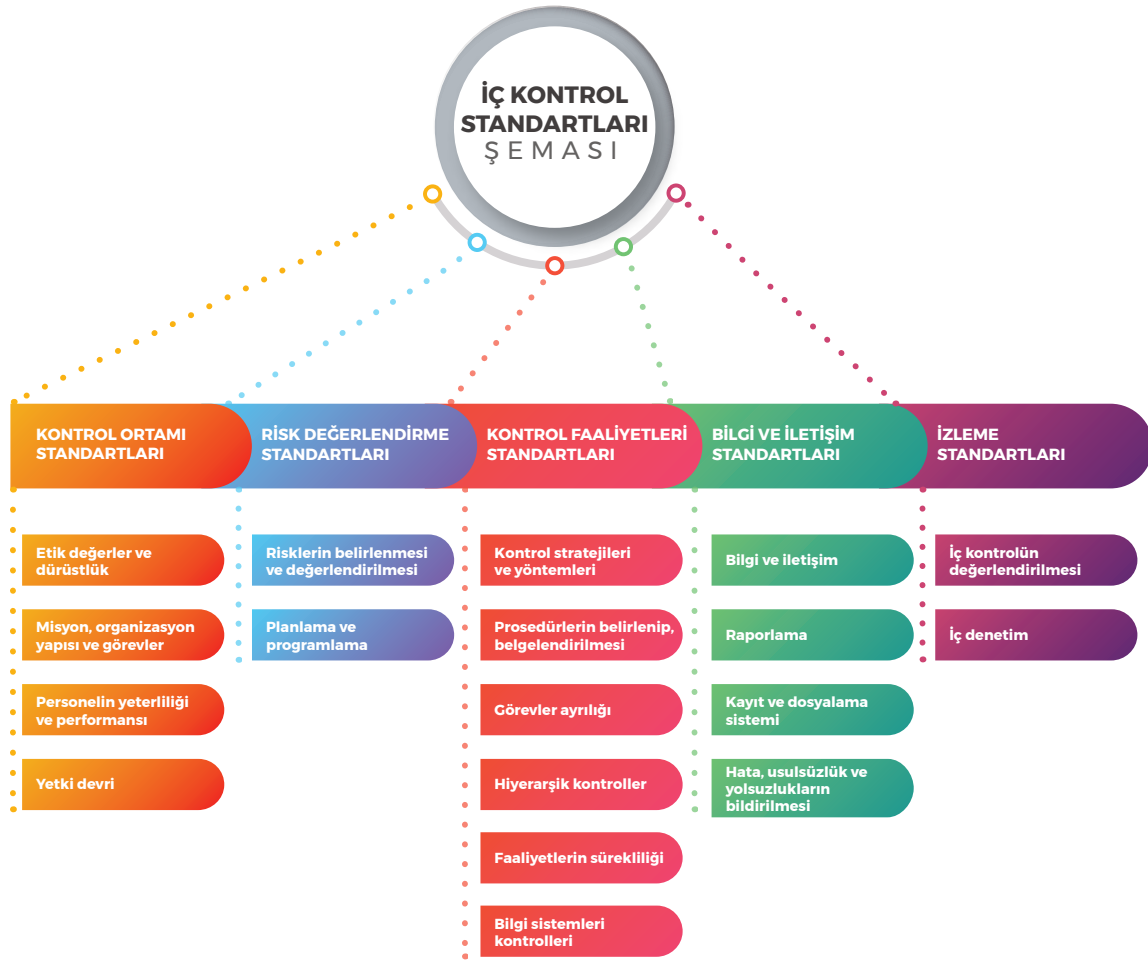 İÇ KONTROL
STANDARTLARI
ŞEMASI
KONTROL ORTAMI
STANDARTLARI
Etik değerler ve
dürüstlük
Misyon, organizasyon
yapısı ve görevler
Personelin yeterliliği
ve performansı
Yetki devri
RİSK DEĞERLENDİRME
STANDARTLARI
Risklerin belirlenmesi
ve değerlendirilmesi
Planlama ve
programlama
KONTROL FAALİYETLERİ
STANDARTLARI
Kontrol stratejileri
ve yöntemleri
Prosedürlerin belirlenip,
belgelendirilmesi
Görevler ayrılığı
Hiyerarşik kontroller
Faaliyetlerin sürekliliği
Bilgi sistemleri
kontrolleri
BİLGİ VE İLETİŞİM
STANDARTLARI
Bilgi ve iletişim
Raporlama
Kayıt ve dosyalama
sistemi
Hata, usulsüzlük ve
yolsuzlukların
bildirilmesi
İZLEME
STANDARTLARI
İç kontrolün
değerlendirilmesi
İç denetim